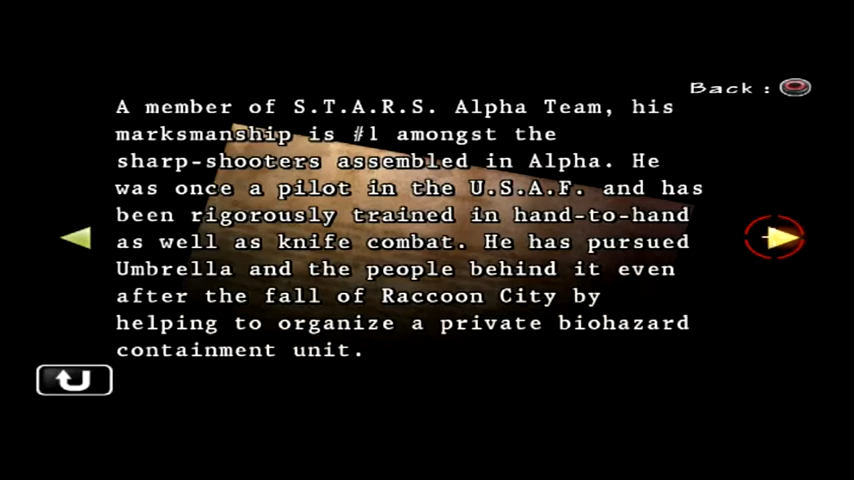 Back :
A member of S.T.A.R.S. Alpha Team, his
marksmanship is #1 amongst the
sharp-shooters assembled in Alpha. He
was once a pilot in the U.S.A.F. and has
been rigorously trained in hand-to-hand
as well as knife combat. He has pursued
Umbrella and the people behind it even
after the fall of Raccoon City by
helping to organize a private biohazard
containment unit.